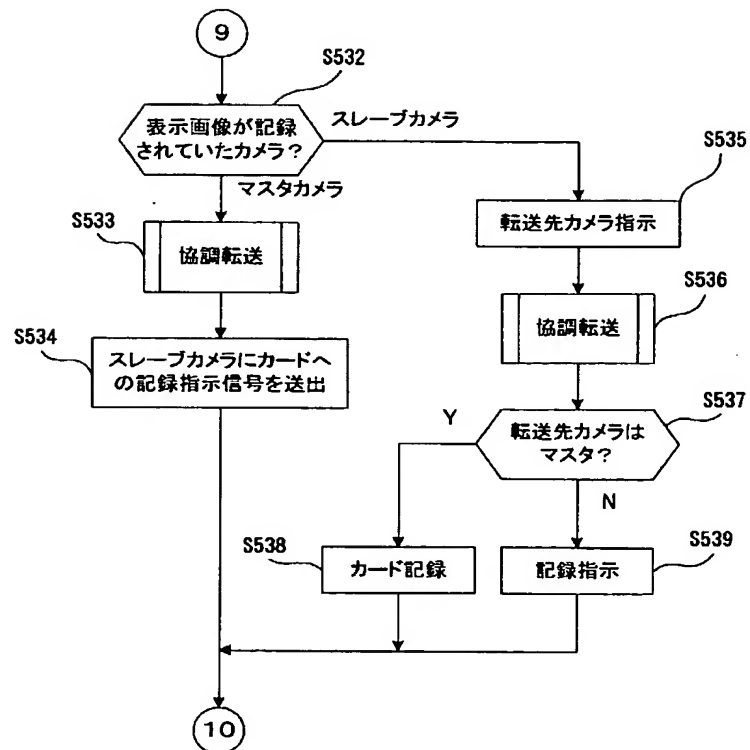 9
S532
表示画像が記録
されていたカメラ?
スレーブカメラ
マスタカメラ
S535
転送先カメラ指示
S533
協調転送
S536
協調転送
S534
スレーブカメラにカードへ
の記録指示信号を送出
S537
転送先カメラは
マスタ?
Y
N
S538
カード記録
S539
記録指示
10